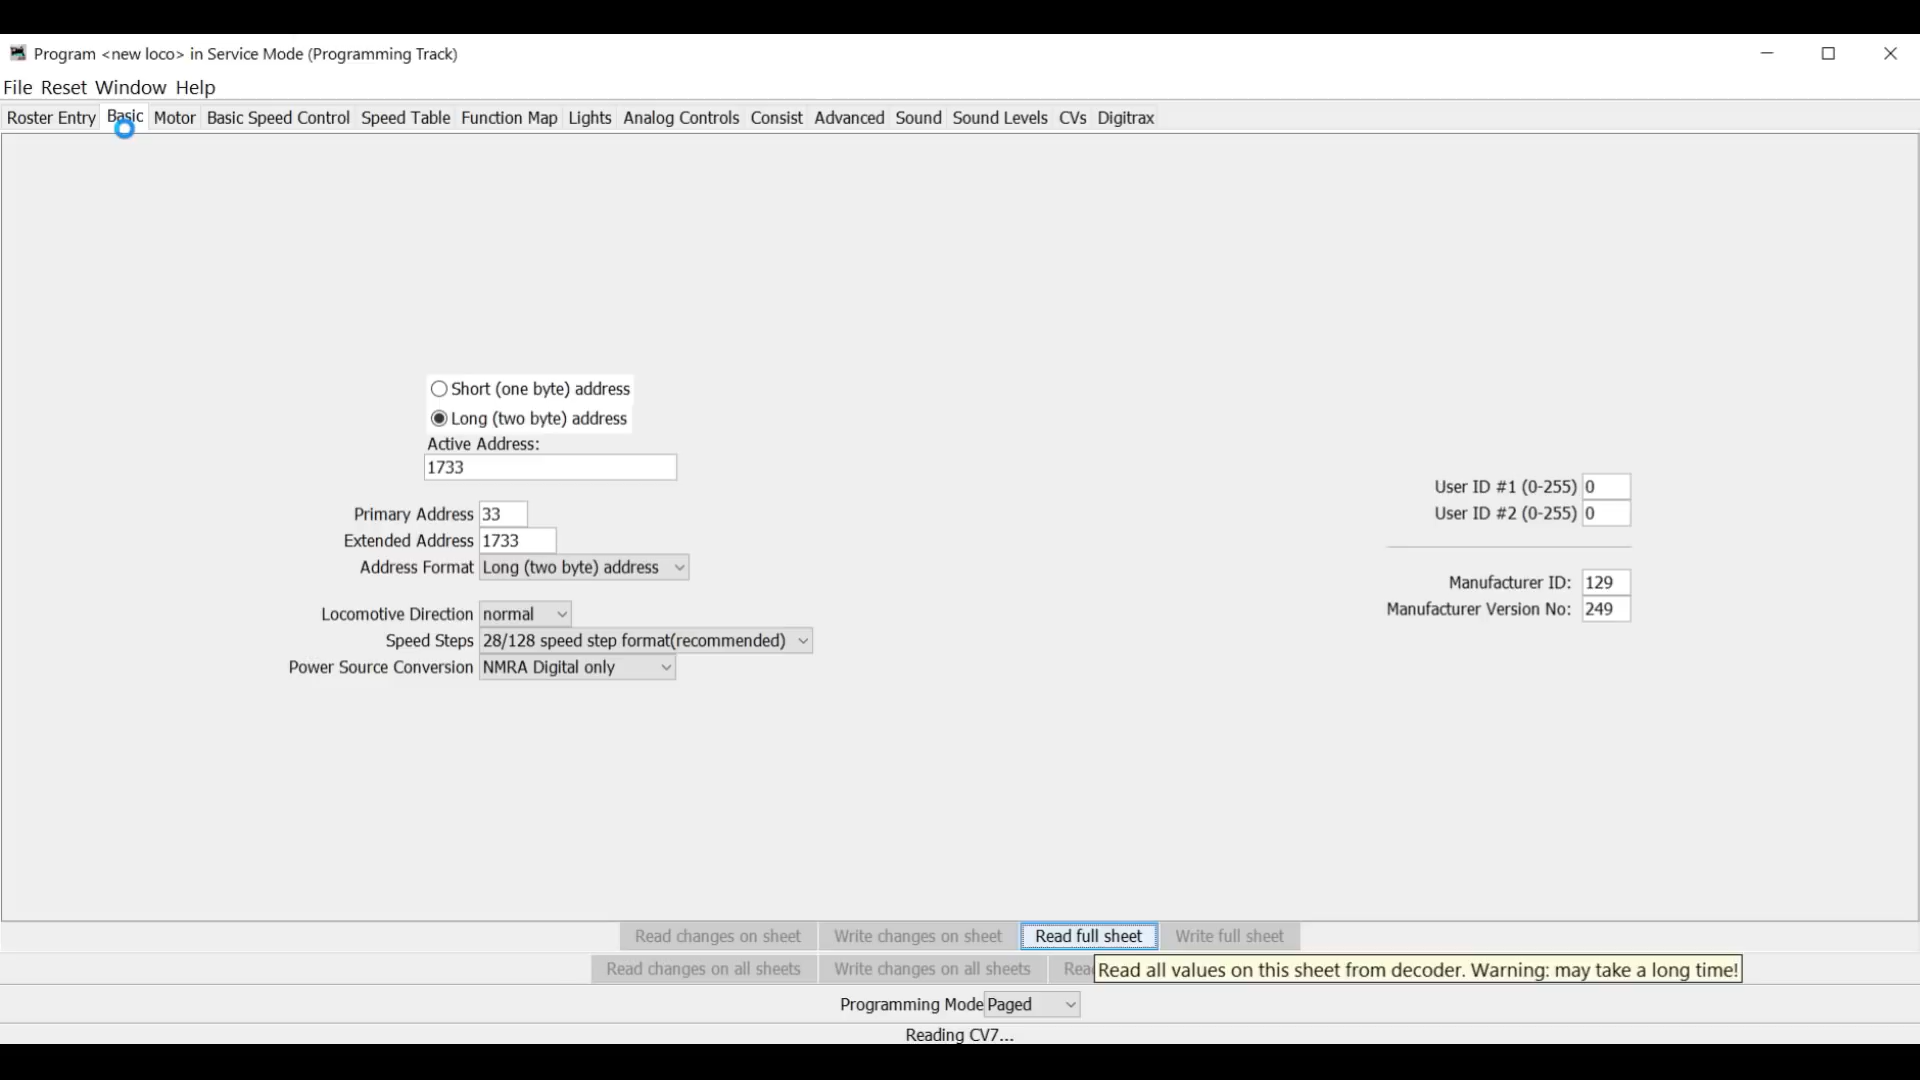 Program <new loco> in Service Mode (Programming Track)
File Reset Window Help
Roster Entry Basic Motor Basic Speed Control Speed Table Function Map Lights Analog Controls Consist Advanced Sound Sound Levels CVs Digitrax
Short (one byte) address
Long (two byte) address
Active Address:
1733
Primary Address 33
Extended Address 1733
Address Format Long (two byte) address
Locomotive Direction normal
Speed Steps 28/128 speed step format(recommended)
Power Source Conversion NMRA Digital only
User ID #1 (0-255) 0
User ID #2 (0-255) 0
Manufacturer ID: 129
Manufacturer Version No: 249
Read changes on sheet Write changes on sheet Read full sheet Write full sheet
Read changes on all sheets Write changes on all sheets Read all values on this sheet from decoder. Warning: may take a long time!
Programming Mode Paged
Reading CV7...